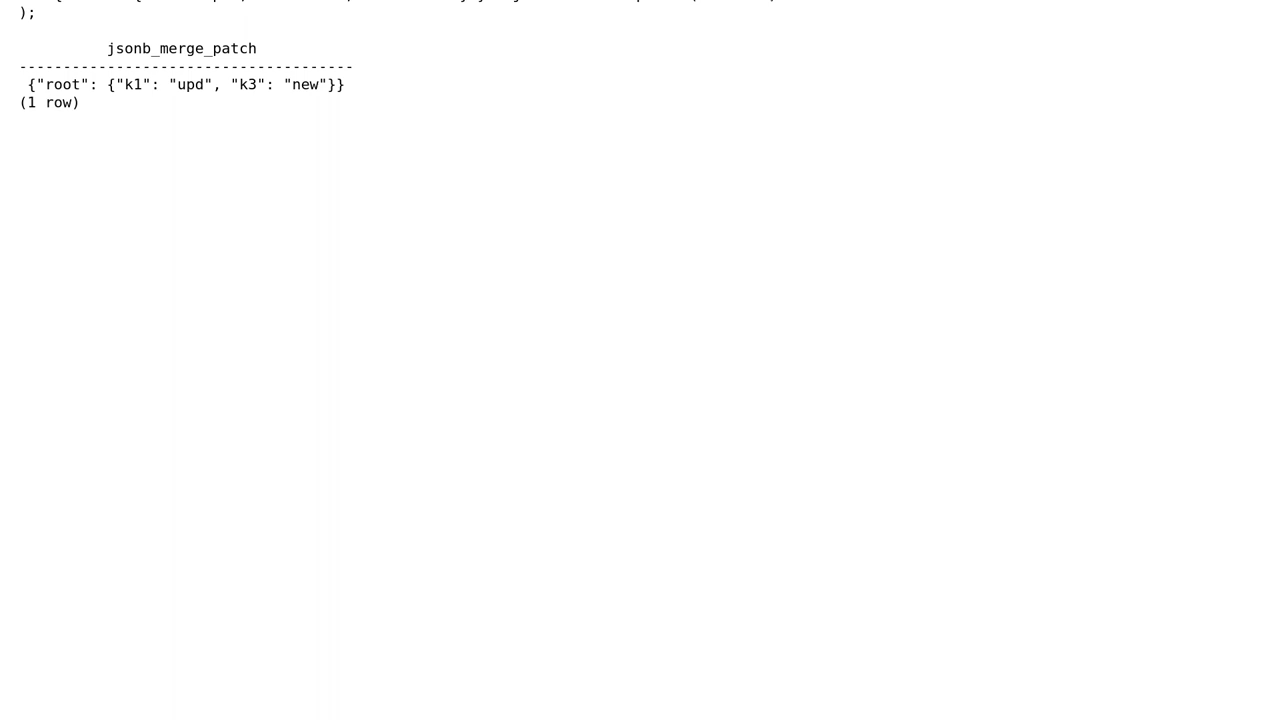 );
jsonb_merge_patch
-------------------------------------
{"root": {"k1": "upd", "k3": "new"}}
(1 row)